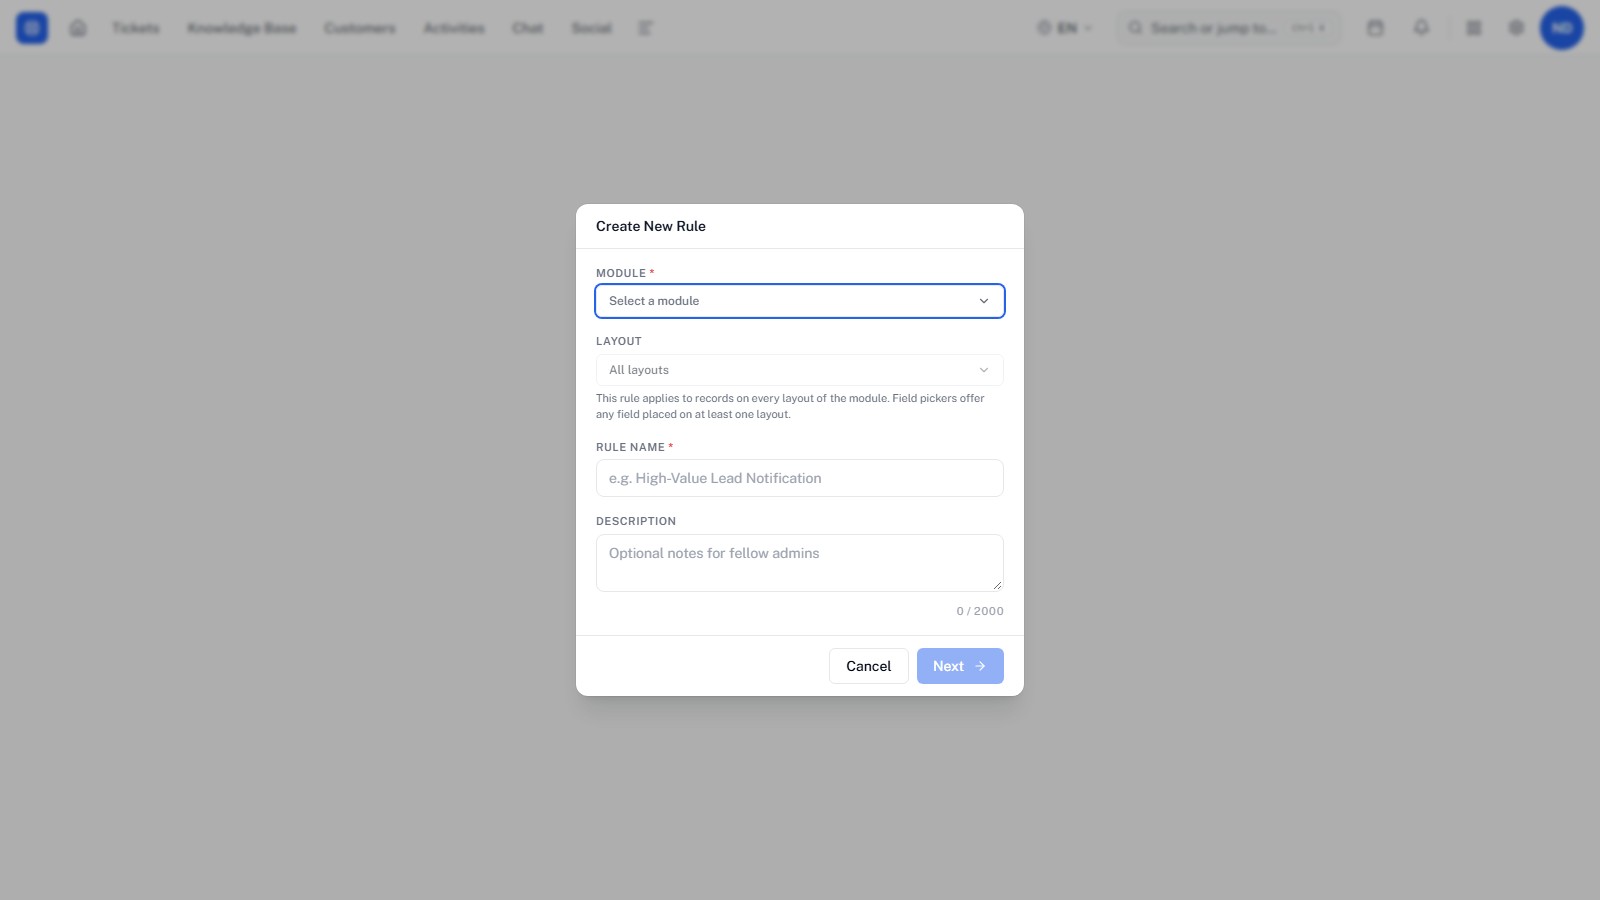 Tickets
Knowledge Base
Customers
Activities
Chat
Social
EN
Search or jump to...
ND
Create New Rule
MODULE *
Select a module
LAYOUT
All layouts
This rule applies to records on every layout of the module. Field pickers offer
any field placed on at least one layout.
RULE NAME *
e.g. High-Value Lead Notification
DESCRIPTION
Optional notes for fellow admins
0 / 2000
Cancel
Next